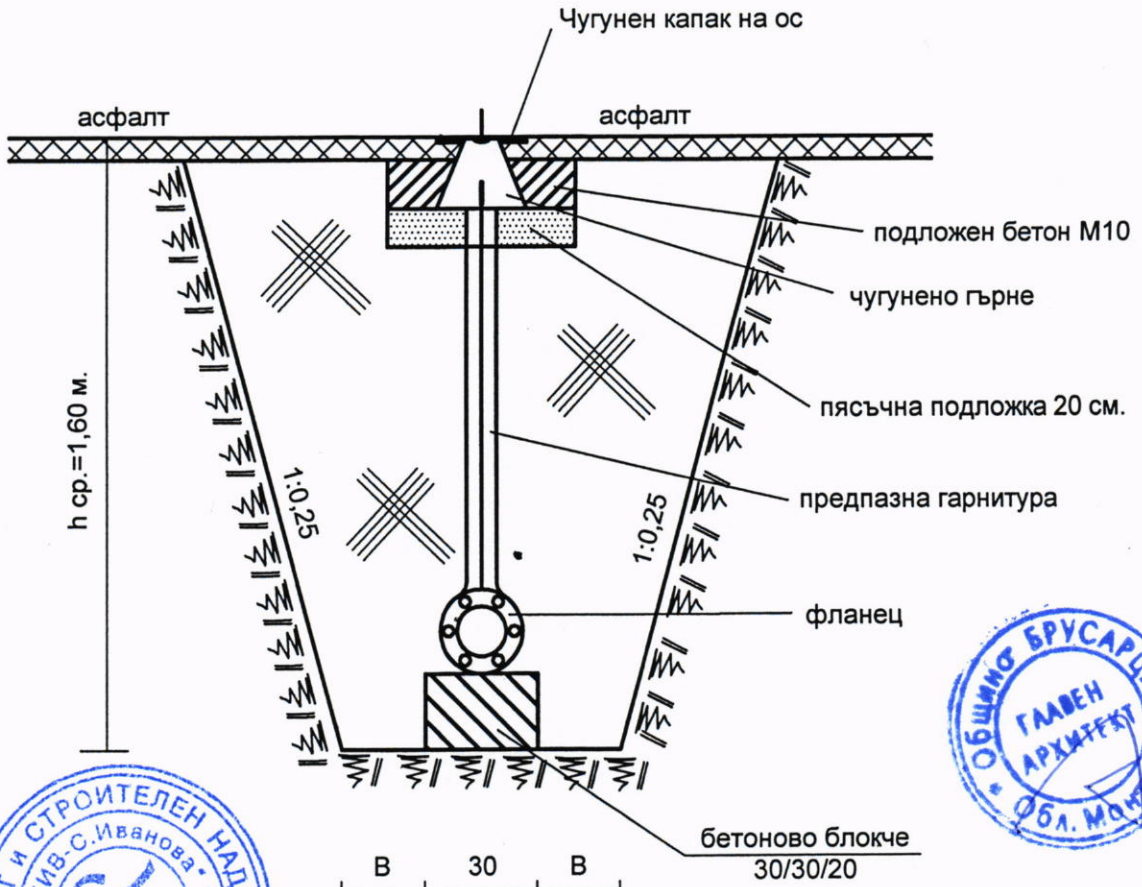 Чугунен капак на ос
асфалт
асфалт
подложен бетон М10
чугунено гърне
пясъчна подложка 20 см.
h ср.=1,60 м.
1:0,25
1:0,25
предпазна гарнитура
фланец
Община БРУСАРЦ
ГЛАВЕН
АРХИТЕКТ
Обл. Мон
И СТРОИТЕЛЕН НАД
ИВ-С.Иванова"
бетоново блокче
30/30/20
В 30 В